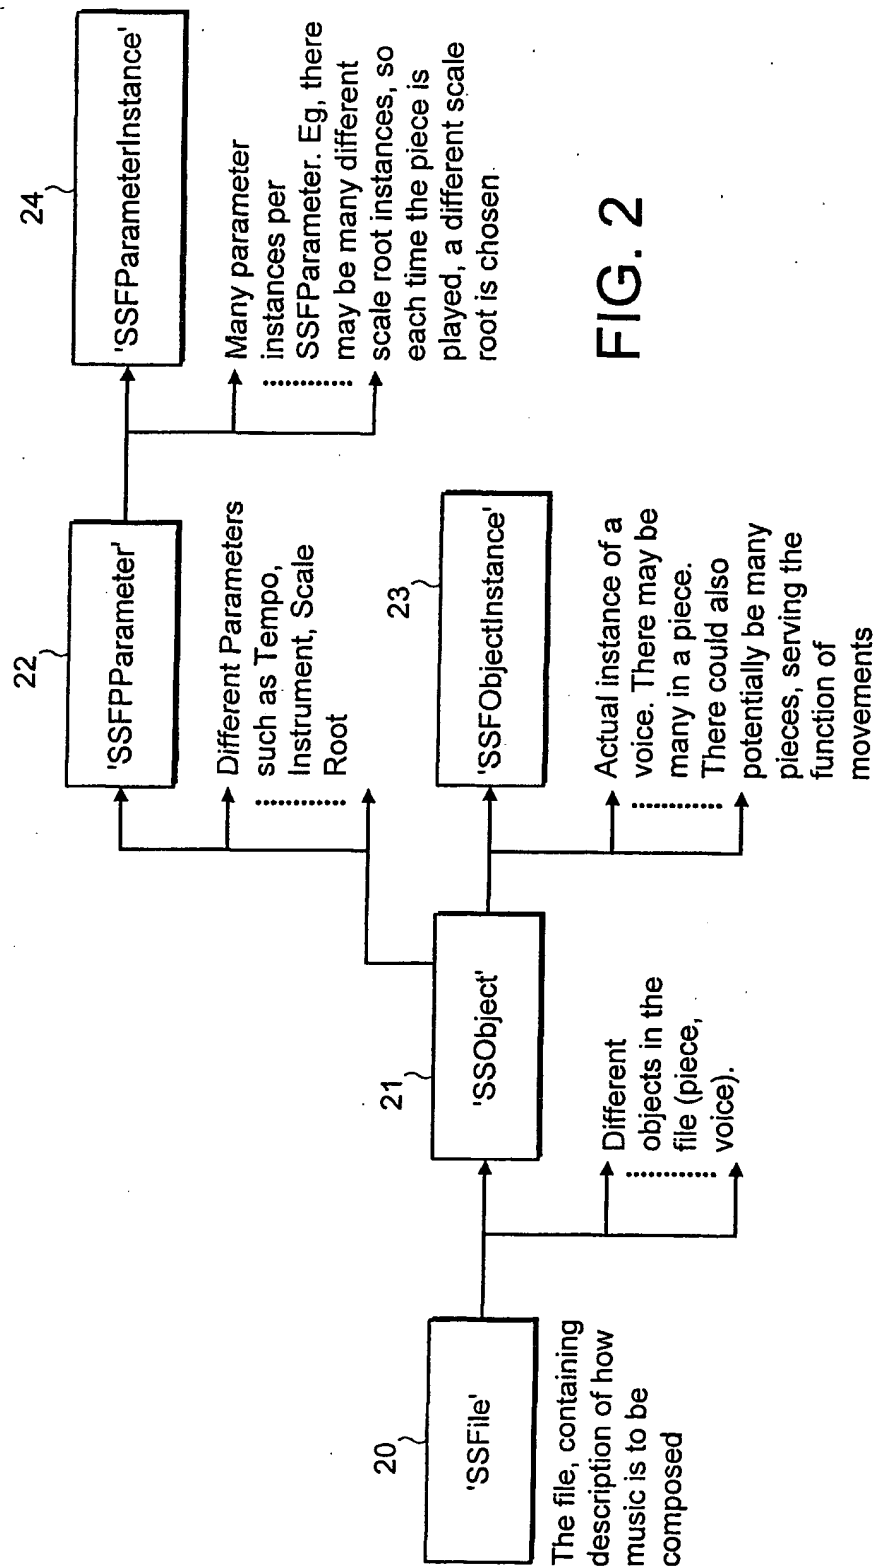 20
'SSFile'
The file, containing
description of how
music is to be
composed
21
'SSObject'
Different
objects in the
file (piece,
voice).
22
'SSFPParameter'
Different Parameters
such as Tempo,
Instrument, Scale
Root
23
'SSFObjectInstance'
Actual instance of a
voice. There may be
many in a piece.
There could also
potentially be many
pieces, serving the
function of
movements
24
'SSFParameterInstance'
Many parameter
instances per
SSFParameter. Eg, there
may be many different
scale root instances, so
each time the piece is
played, a different scale
root is chosen
FIG. 2